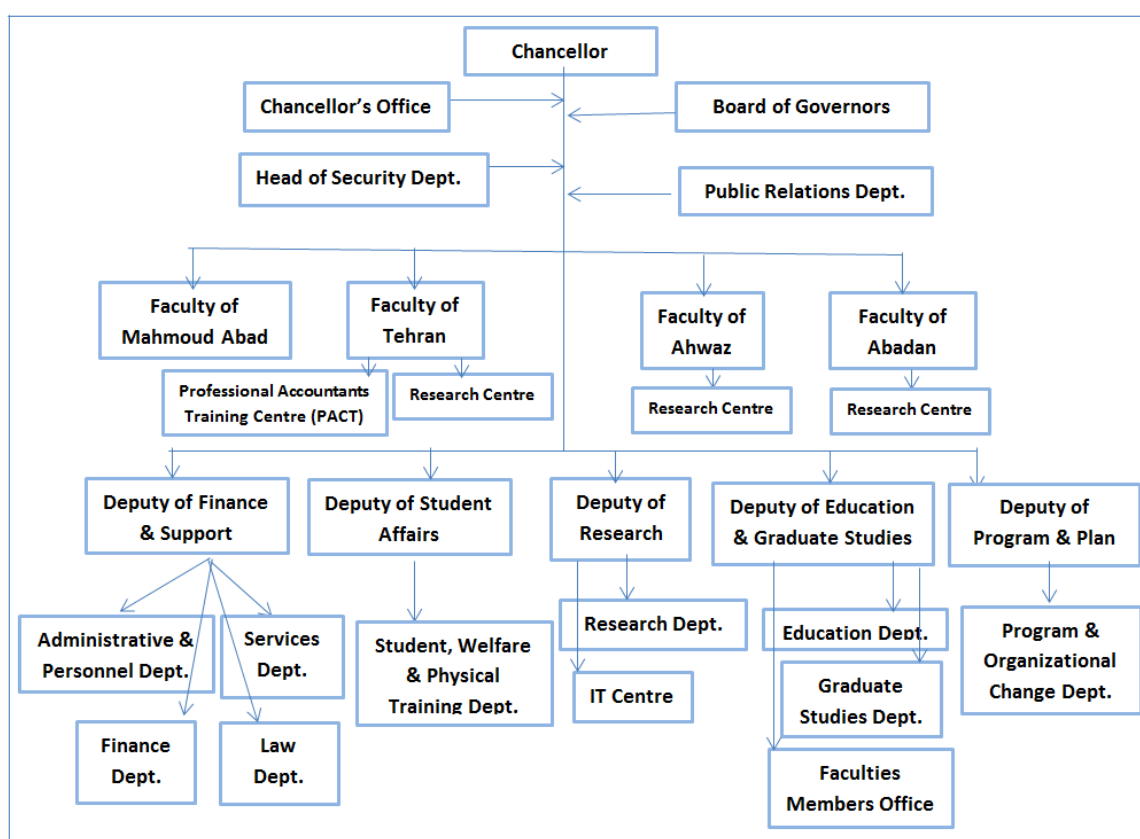 Chancellor
Chancellor's Office
Board of Governors
Head of Security Dept.
Public Relations Dept.
Faculty of
Mahmoud Abad
Faculty of
Tehran
Faculty of
Ahwaz
Faculty of
Abadan
Professional Accountants
Training Centre (PACT)
Research Centre
Research Centre
Research Centre
Deputy of Finance
& Support
Deputy of Student
Affairs
Deputy of
Research
Deputy of Education
& Graduate Studies
Deputy of
Program & Plan
Administrative &
Personnel Dept.
Services
Dept.
Student, Welfare
& Physical
Training Dept.
Research Dept.
IT Centre
Education Dept.
Graduate
Studies Dept.
Program &
Organizational
Change Dept.
Finance
Dept.
Law
Dept.
Faculties
Members Office